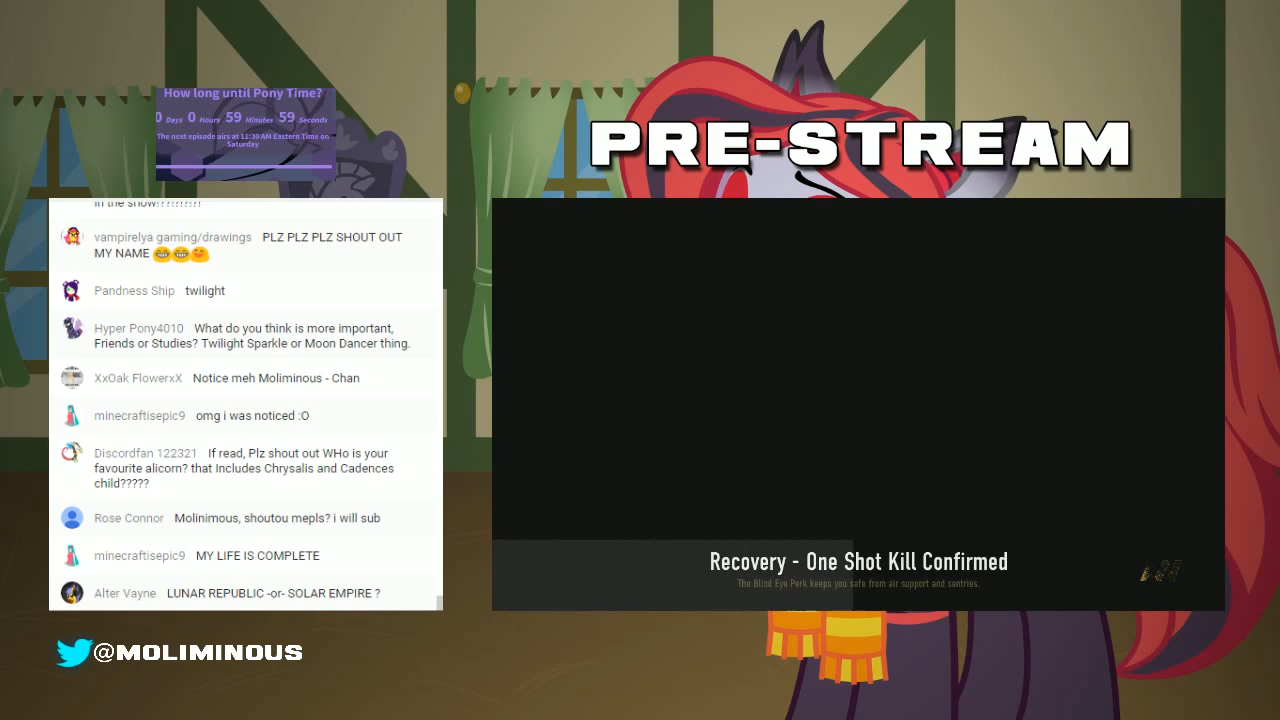 How long until Pony Time?
0 Days 0 Hours 59 Minutes 59 Seconds
The next episode airs at 11:30 AM Eastern Time on
Saturday
PRE-STREAM
in the show!???????!
vampirelya gaming/drawings PLZ PLZ PLZ SHOUT OUT
MY NAME 😂😂😊
Pandness Ship twilight
Hyper Pony4010 What do you think is more important,
Friends or Studies? Twilight Sparkle or Moon Dancer thing.
XxOak FlowerxX Notice meh Moliminous - Chan
minecraftisepic9 omg i was noticed :O
Discordfan 122321 If read, Plz shout out WHo is your
favourite alicorn? that Includes Chrysalis and Cadences
child?????
Rose Connor Molinimous, shoutou mepls? i will sub
minecraftisepic9 MY LIFE IS COMPLETE
Alter Vayne LUNAR REPUBLIC -or- SOLAR EMPIRE ?
Recovery - One Shot Kill Confirmed
The Blind Eye Perk keeps you safe from air support and sentries.
@MOLIMINOUS